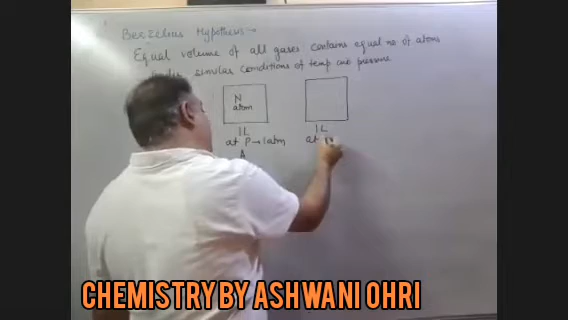 Berzelius Hypothesis :-
Equal volume of all gases contains equal no of atoms
under similar conditions of temp and pressure
N
atom
1L
1L
at P → 1 atm
at
A
CHEMISTRY BY ASHWANI OHRI